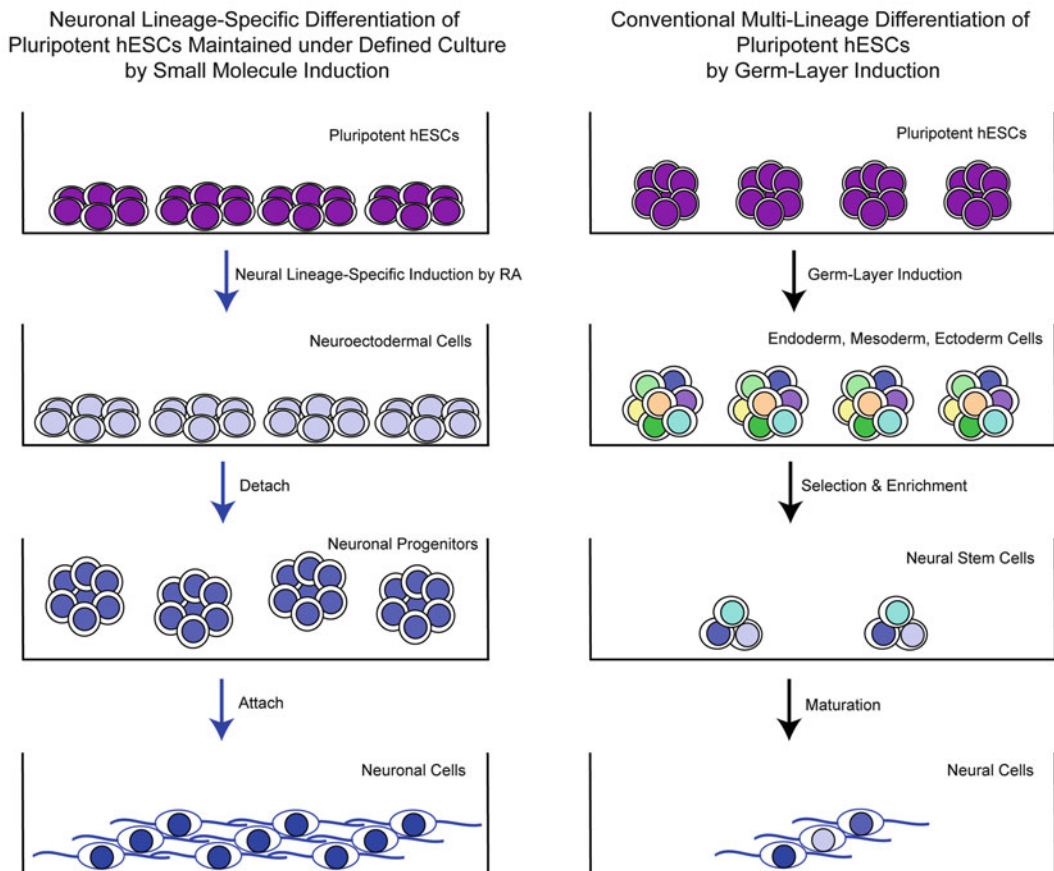 Neuronal Lineage-Specific Differentiation of
Pluripotent hESCs Maintained under Defined Culture
by Small Molecule Induction
Pluripotent hESCs
Neural Lineage-Specific Induction by RA
Neuroectodermal Cells
Detach
Neuronal Progenitors
Attach
Neuronal Cells
Conventional Multi-Lineage Differentiation of
Pluripotent hESCs
by Germ-Layer Induction
Pluripotent hESCs
Germ-Layer Induction
Endoderm, Mesoderm, Ectoderm Cells
Selection & Enrichment
Neural Stem Cells
Maturation
Neural Cells